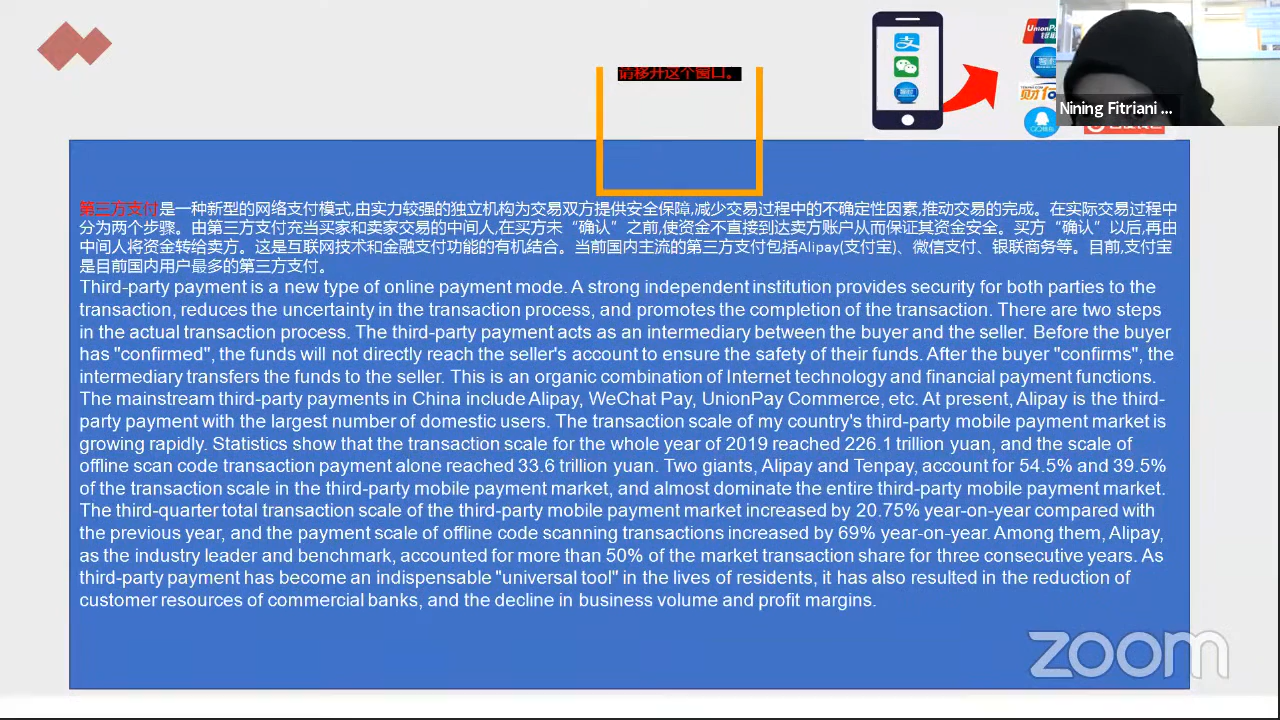 请移开这个窗口。
支
UnionPay
Nining Fitriani ...
第三方支付是一种新型的网络支付模式,由实力较强的独立机构为交易双方提供安全保障,减少交易过程中的不确定性因素,推动交易的完成。在实际交易过程中
分为两个步骤。由第三方支付充当买家和卖家交易的中间人,在买方未“确认”之前,使资金不直接到达卖方账户从而保证其资金安全。买方“确认”以后,再由
中间人将资金转给卖方。这是互联网技术和金融支付功能的有机结合。当前国内主流的第三方支付包括Alipay(支付宝)、微信支付、银联商务等。目前,支付宝
是目前国内用户最多的第三方支付。
Third-party payment is a new type of online payment mode. A strong independent institution provides security for both parties to the
transaction, reduces the uncertainty in the transaction process, and promotes the completion of the transaction. There are two steps
in the actual transaction process. The third-party payment acts as an intermediary between the buyer and the seller. Before the buyer
has "confirmed", the funds will not directly reach the seller's account to ensure the safety of their funds. After the buyer "confirms", the
intermediary transfers the funds to the seller. This is an organic combination of Internet technology and financial payment functions.
The mainstream third-party payments in China include Alipay, WeChat Pay, UnionPay Commerce, etc. At present, Alipay is the third-
party payment with the largest number of domestic users. The transaction scale of my country's third-party mobile payment market is
growing rapidly. Statistics show that the transaction scale for the whole year of 2019 reached 226.1 trillion yuan, and the scale of
offline scan code transaction payment alone reached 33.6 trillion yuan. Two giants, Alipay and Tenpay, account for 54.5% and 39.5%
of the transaction scale in the third-party mobile payment market, and almost dominate the entire third-party mobile payment market.
The third-quarter total transaction scale of the third-party mobile payment market increased by 20.75% year-on-year compared with
the previous year, and the payment scale of offline code scanning transactions increased by 69% year-on-year. Among them, Alipay,
as the industry leader and benchmark, accounted for more than 50% of the market transaction share for three consecutive years. As
third-party payment has become an indispensable "universal tool" in the lives of residents, it has also resulted in the reduction of
customer resources of commercial banks, and the decline in business volume and profit margins.
zoom